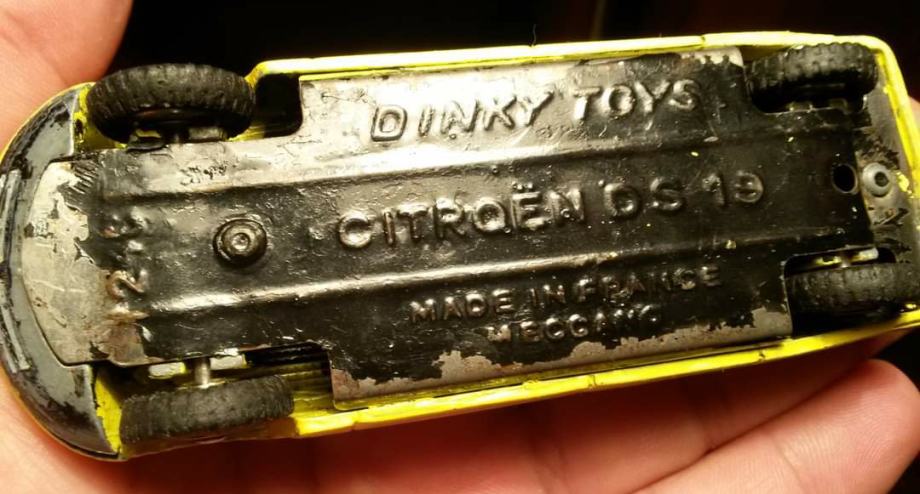 DINKY TOYS
CITROËN DS 19
MADE IN FRANCE
MECCANO